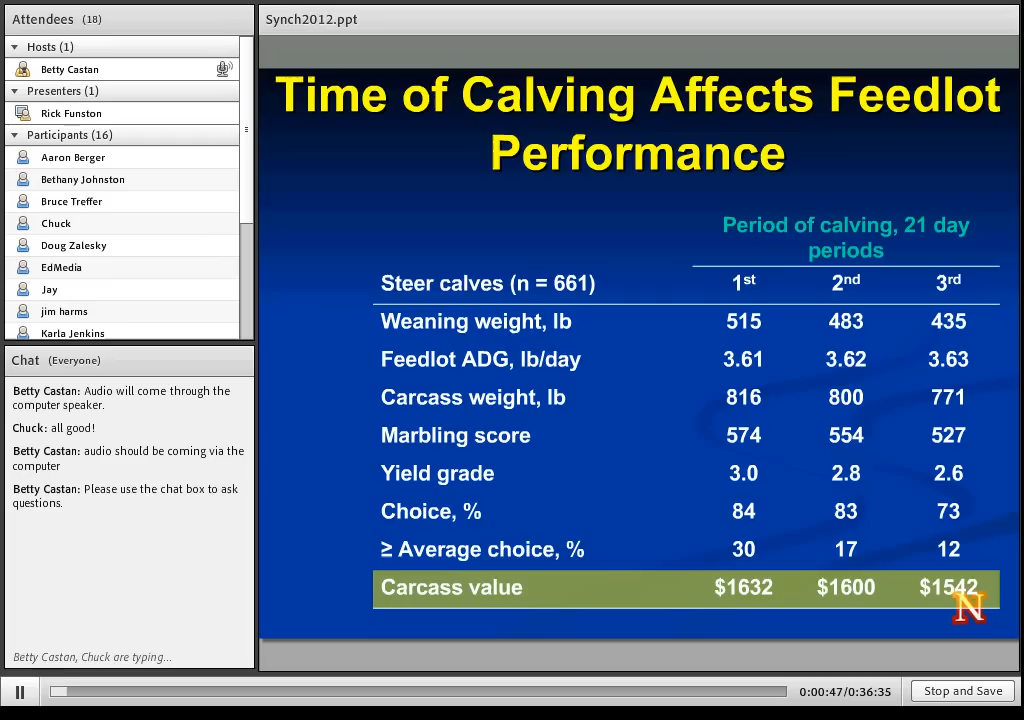 Attendees (18)
Hosts (1)
Betty Castan
Presenters (1)
Rick Funston
Participants (16)
Aaron Berger
Bethany Johnston
Bruce Treffer
Chuck
Doug Zalesky
EdMedia
Jay
jim harms
Karla Jenkins
Chat (Everyone)
Betty Castan: Audio will come through the
computer speaker.
Chuck: all good!
Betty Castan: audio should be coming via the
computer
Betty Castan: Please use the chat box to ask
questions.
Betty Castan, Chuck are typing...
Synch2012.ppt
Time of Calving Affects Feedlot
Performance
Period of calving, 21 day
periods
Steer calves (n = 661) 1st 2nd 3rd
Weaning weight, lb 515 483 435
Feedlot ADG, lb/day 3.61 3.62 3.63
Carcass weight, lb 816 800 771
Marbling score 574 554 527
Yield grade 3.0 2.8 2.6
Choice, % 84 83 73
≥ Average choice, % 30 17 12
Carcass value $1632 $1600 $1542
N
0:00:47/0:36:35
Stop and Save